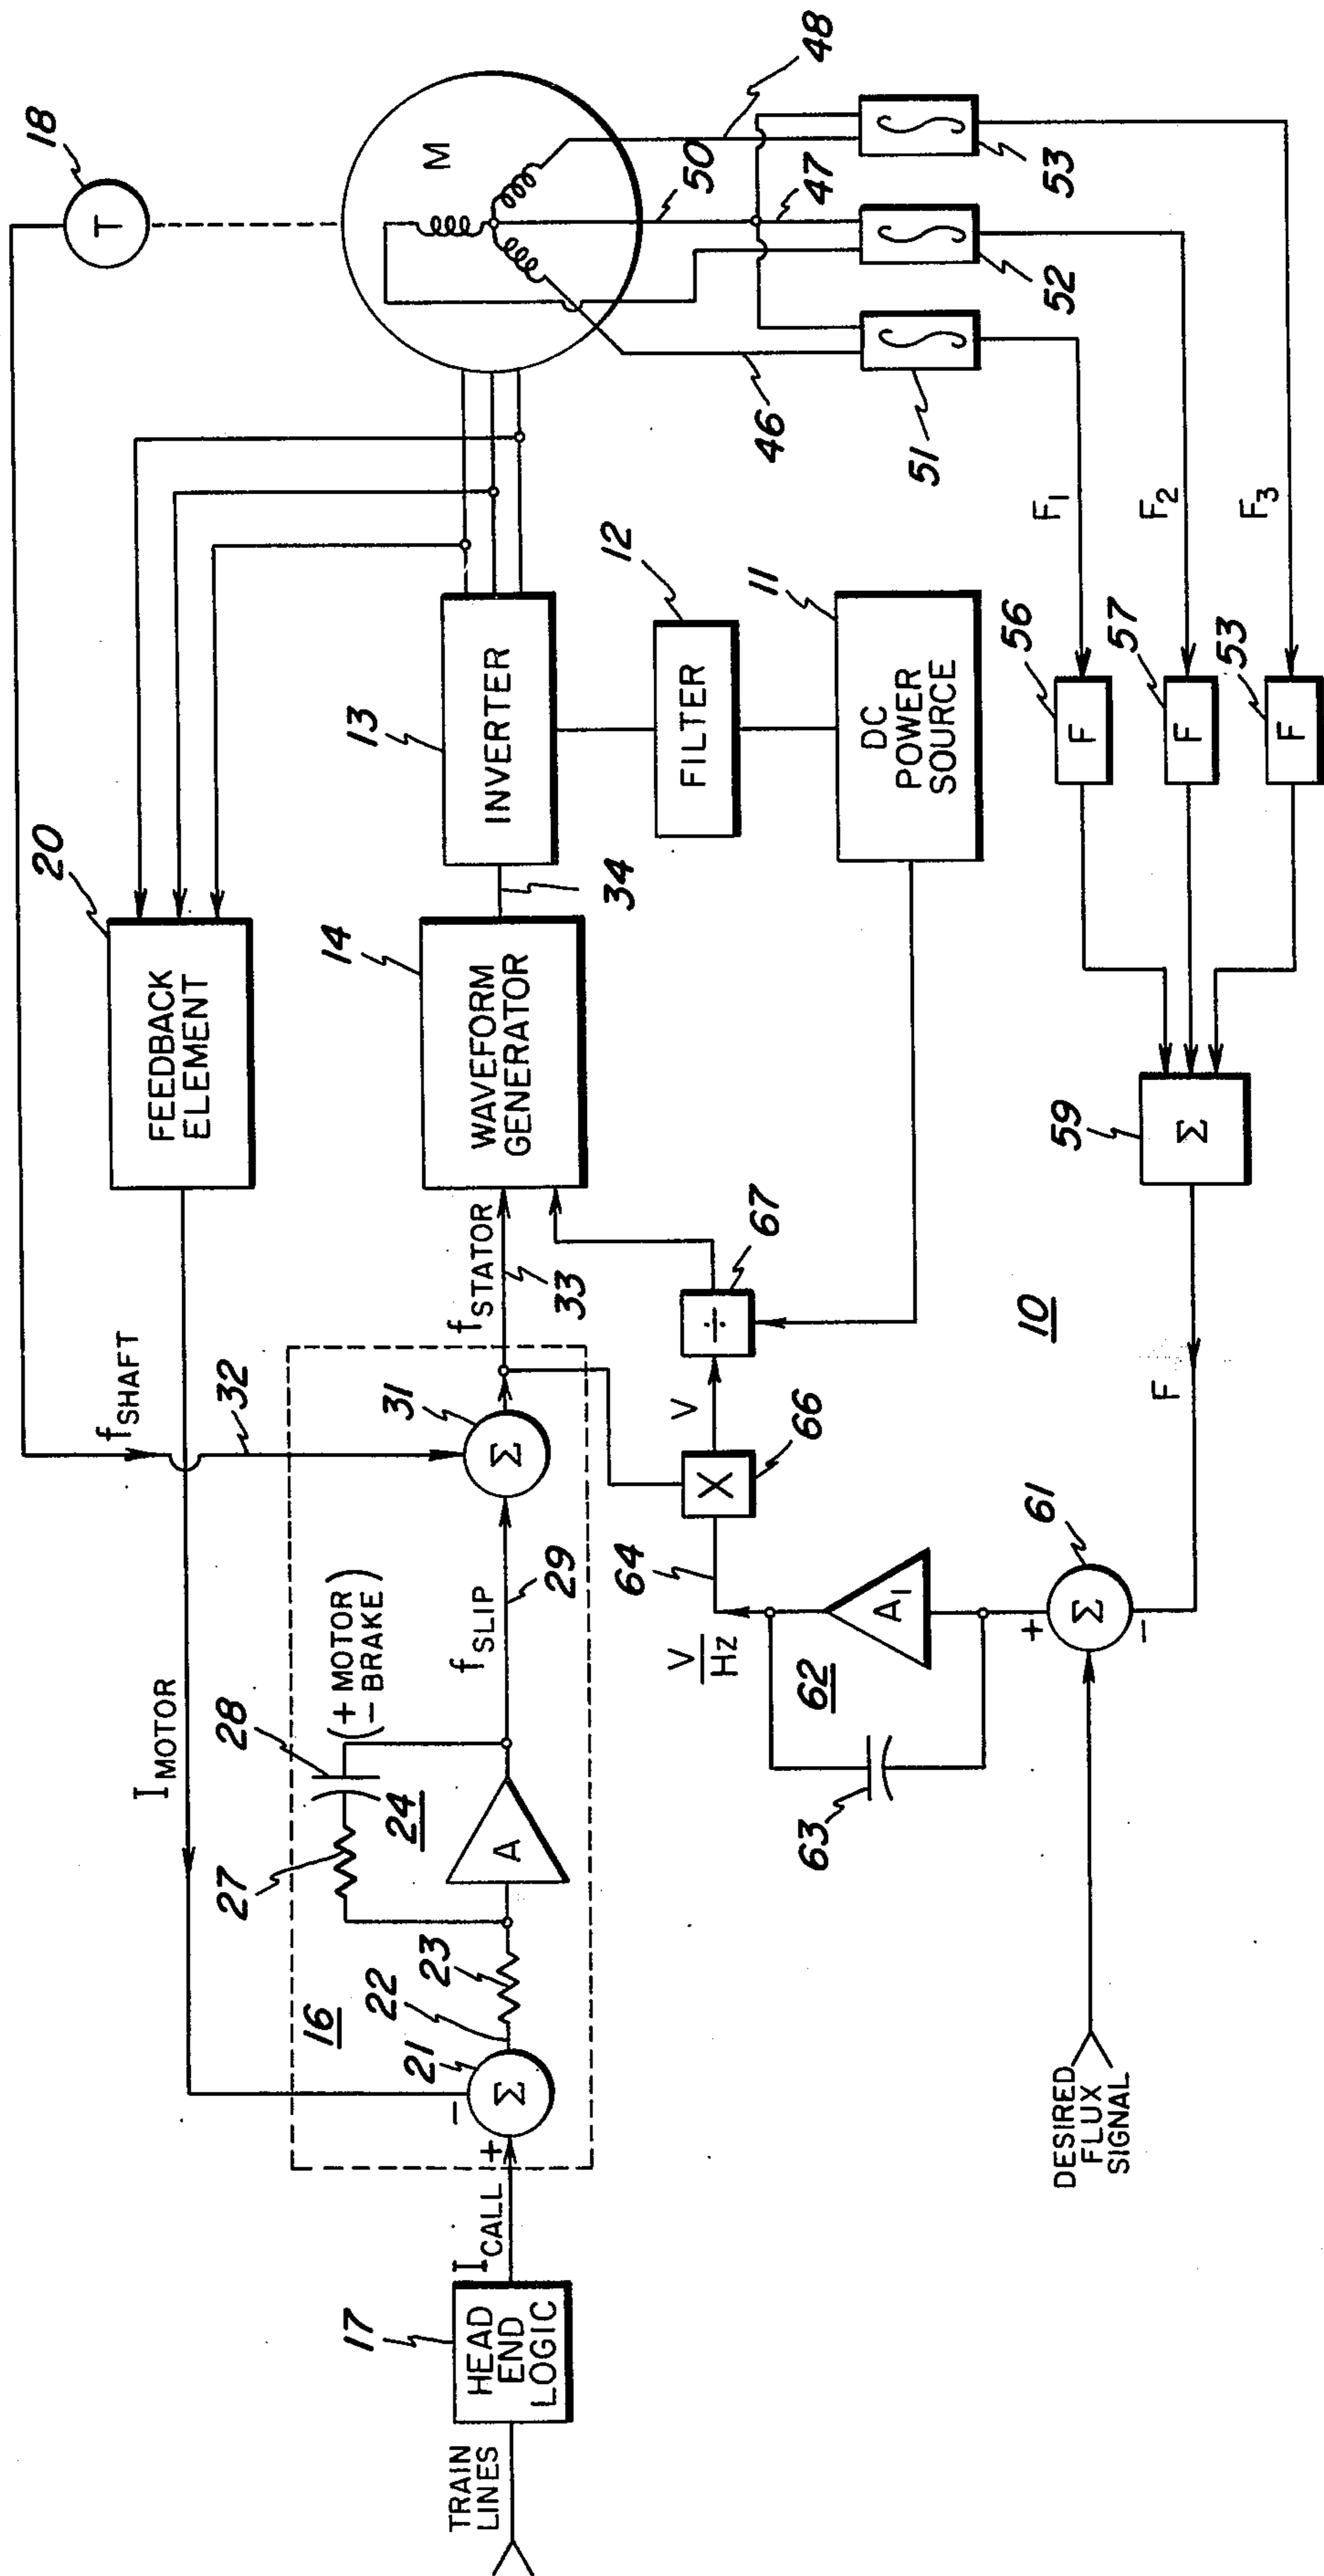 18
T
M
48
50
47
46
53
52
51
F1
F2
F3
20
FEEDBACK
ELEMENT
13
INVERTER
34
12
FILTER
11
DC
POWER
SOURCE
56
F
57
F
53
F
14
WAVEFORM
GENERATOR
fSTATOR
33
67
÷
59
Σ
10
F
fSHAFT
32
31
Σ
V
X
66
IMOTOR
28
(+ MOTOR
− BRAKE)
fSLIP
29
27
24
A
64
V
Hz
A1
62
63
61
Σ
+
-
16
21
22
23
Σ
-
+
ICALL
17
HEAD
END
LOGIC
TRAIN
LINES
DESIRED
FLUX
SIGNAL